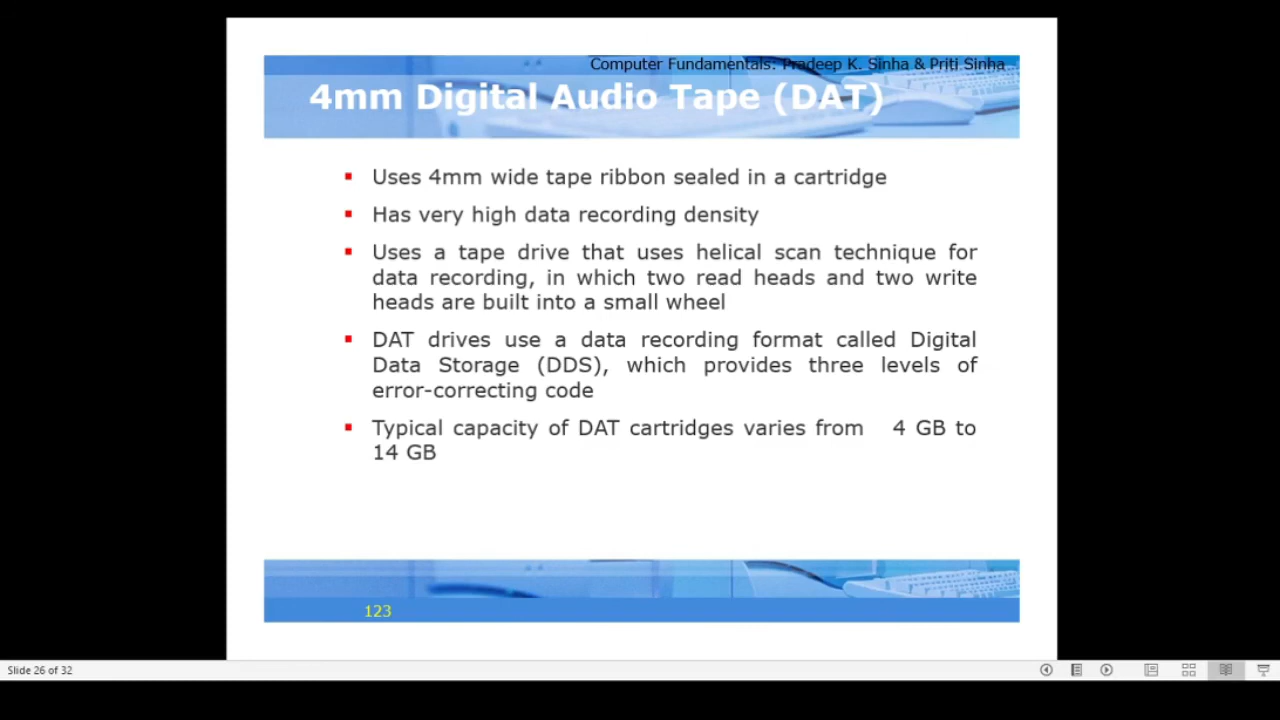 Computer Fundamentals: Pradeep K. Sinha & Priti Sinha
4mm Digital Audio Tape (DAT)
▪ Uses 4mm wide tape ribbon sealed in a cartridge
▪ Has very high data recording density
▪ Uses a tape drive that uses helical scan technique for
data recording, in which two read heads and two write
heads are built into a small wheel
▪ DAT drives use a data recording format called Digital
Data Storage (DDS), which provides three levels of
error-correcting code
▪ Typical capacity of DAT cartridges varies from 4 GB to
14 GB
123
Slide 26 of 32